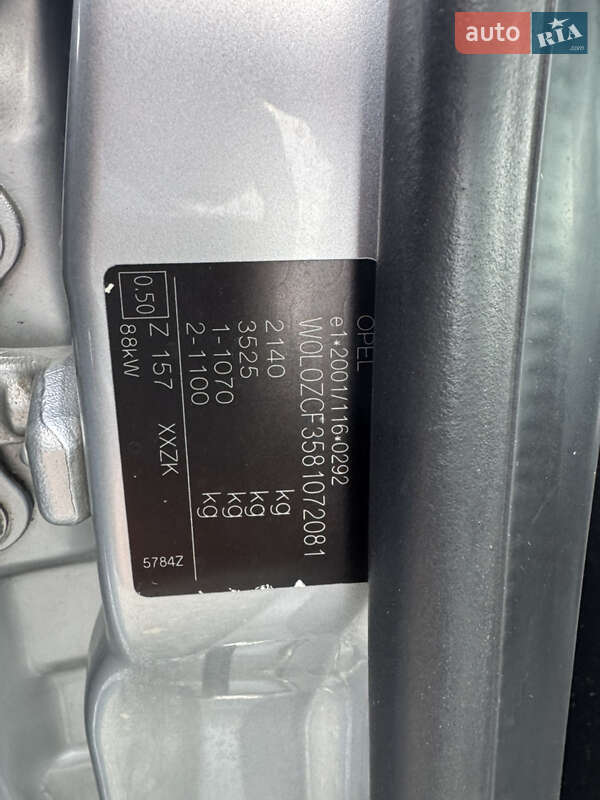 auto RIA.com
OPEL
e1*2001/116*0292
W0L0ZCF3581072081
2140 kg
3525 kg
1-1070 kg
2-1100 kg
0.50 Z 157 XXZK
88kW
5784Z